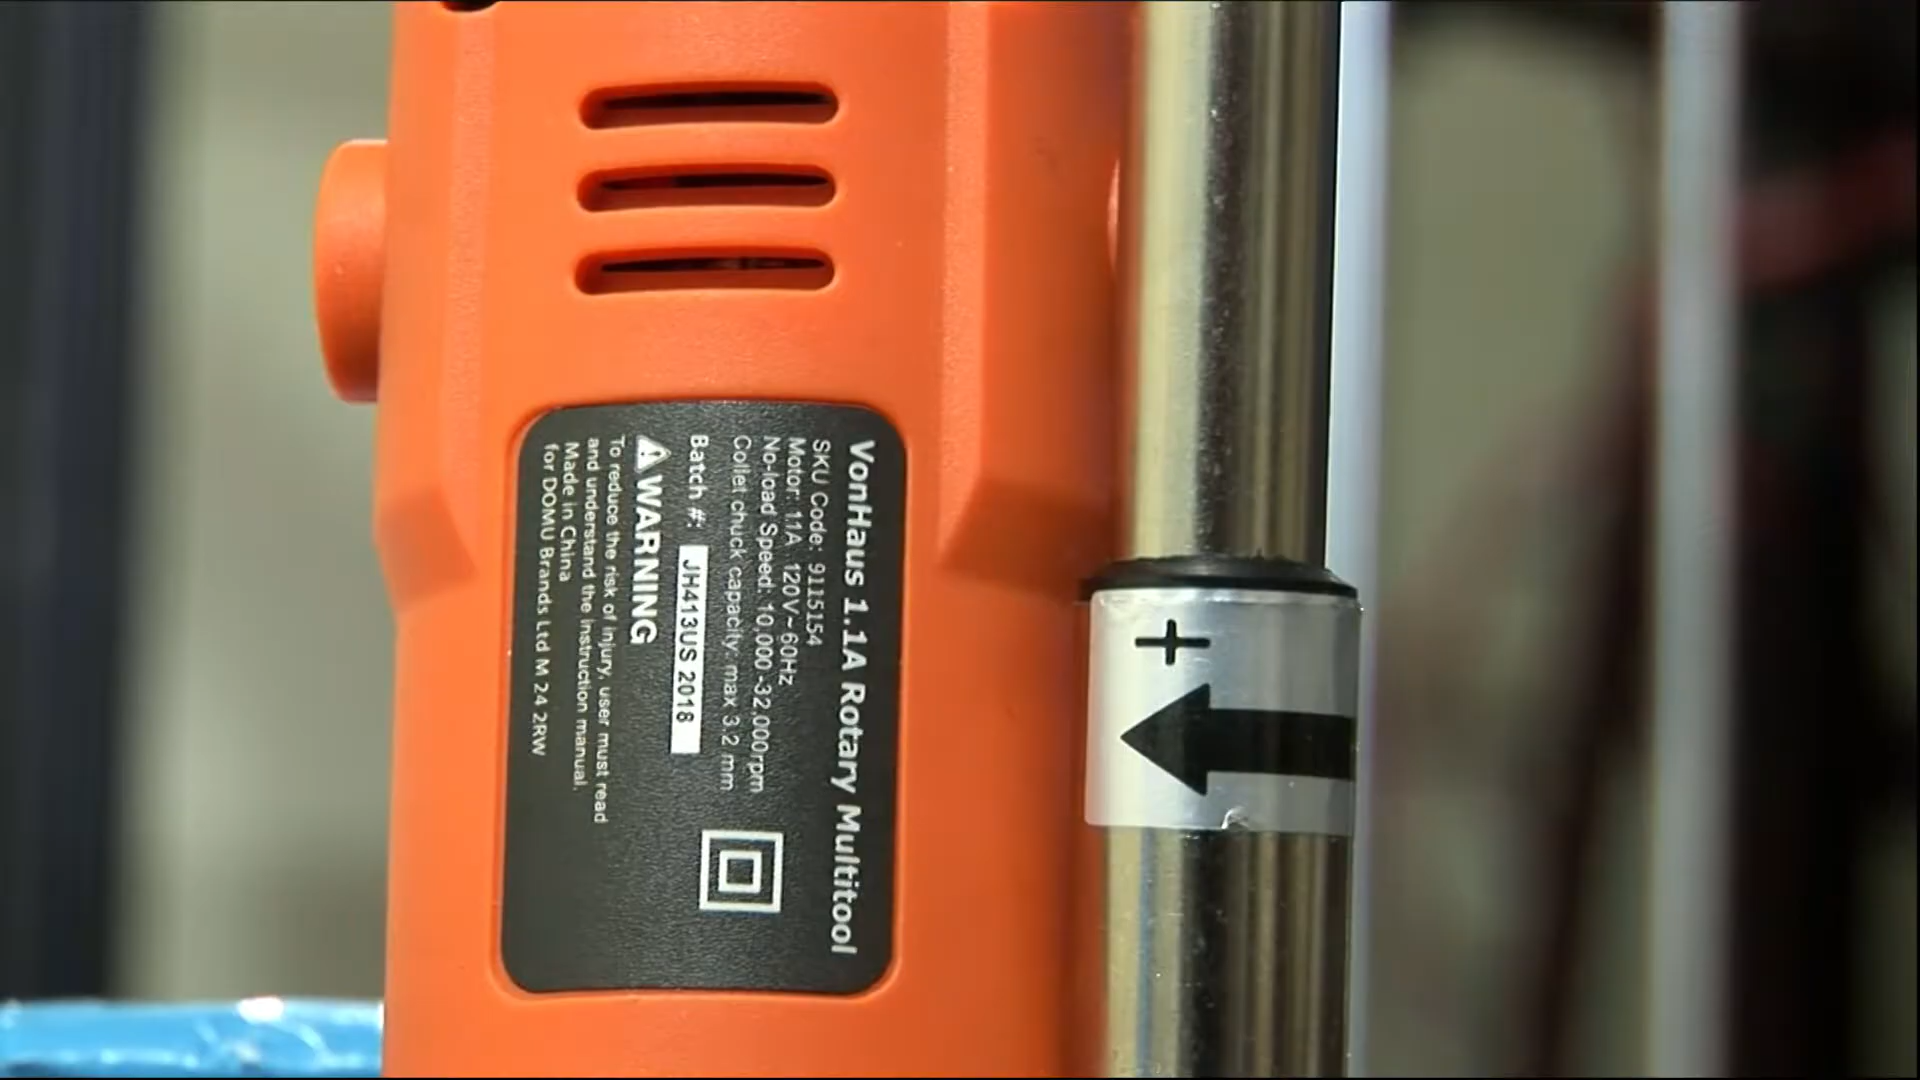 VonHaus 1.1A Rotary Multitool
SKU Code: 9115154
Motor: 1.1A 120V~60Hz
No-load Speed: 10,000-32,000rpm
Collet chuck capacity: max 3.2 mm
Batch #: JH413US 2018
WARNING
To reduce the risk of injury, user must read
and understand the instruction manual.
Made in China
for DOMU Brands Ltd M 24 2RW
+